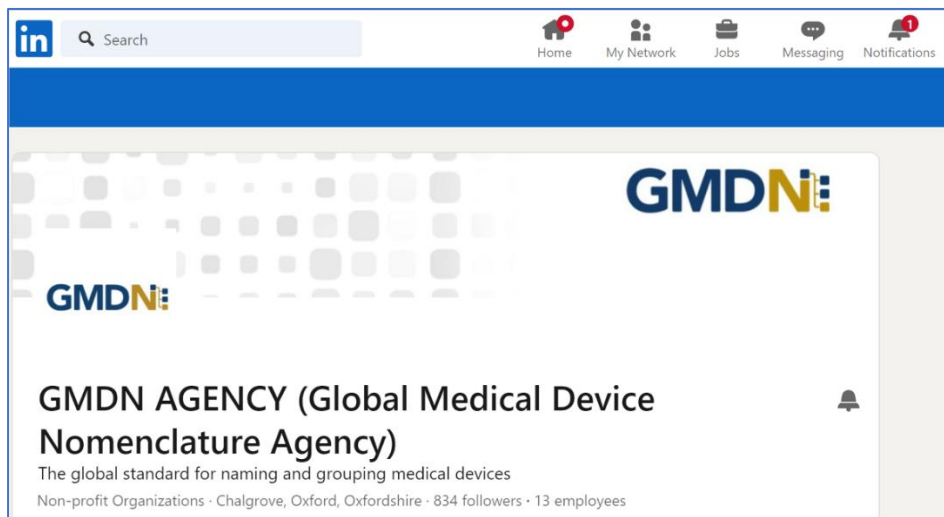 in
Search
Home
My Network
Jobs
Messaging
1
Notifications
GMDN
GMDN
GMDN AGENCY (Global Medical Device
Nomenclature Agency)
The global standard for naming and grouping medical devices
Non-profit Organizations · Chalgrove, Oxford, Oxfordshire · 834 followers · 13 employees